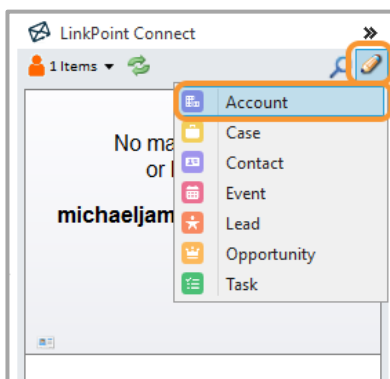 LinkPoint Connect
1 Items
Account
No ma
Case
or
Contact
Event
michaeljam
Lead
Opportunity
Task